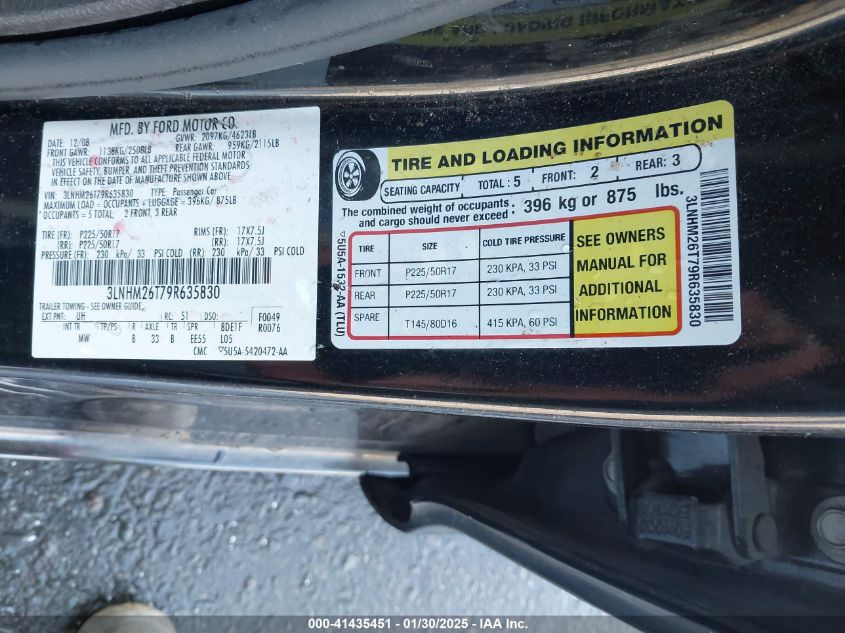 MFD. BY FORD MOTOR CO.
DATE: 12/08 GVWR: 2097KG/4623LB
FRONT GAWR: 1138KG/2508LB REAR GAWR: 959KG/2115LB
THIS VEHICLE CONFORMS TO ALL APPLICABLE FEDERAL MOTOR
VEHICLE SAFETY, BUMPER, AND THEFT PREVENTION STANDARDS
IN EFFECT ON THE DATE OF MANUFACTURE SHOWN ABOVE.
VIN: 3LNHM26T79R635830 TYPE: Passenger Car
MAXIMUM LOAD = OCCUPANTS + LUGGAGE = 396KG/ 875LB
OCCUPANTS = 5 TOTAL: 2 FRONT, 3 REAR
TIRE (FR): P225/50R17 RIMS (FR): 17X7.5J
(RR): P225/50R17 (RR): 17X7.5J
PRESSURE (FR): 230 kPa/ 33 PSI COLD (RR): 230 kPa/ 33 PSI COLD
3LNHM26T79R635830
TRAILER TOWING - SEE OWNER GUIDE.
EXT PNT: UH RC: 51 DSO: F0049
INT TR TP/PS R AXLE TR SPR 8DE1F R0076
MW B 33 B EE55 L05
CMC ▽5U5A-5420472-AA
TIRE AND LOADING INFORMATION
SEATING CAPACITY TOTAL: 5 FRONT: 2 REAR: 3
The combined weight of occupants and cargo should never exceed: 396 kg or 875 lbs.
TIRE SIZE COLD TIRE PRESSURE
FRONT P225/50R17 230 KPA, 33 PSI
REAR P225/50R17 230 KPA, 33 PSI
SPARE T145/80D16 415 KPA, 60 PSI
SEE OWNERS
MANUAL FOR
ADDITIONAL
INFORMATION
▽5U5A-1532-AA (TLU)
3LNHM26T79R635830
000-41435451 - 01/30/2025 - IAA Inc.